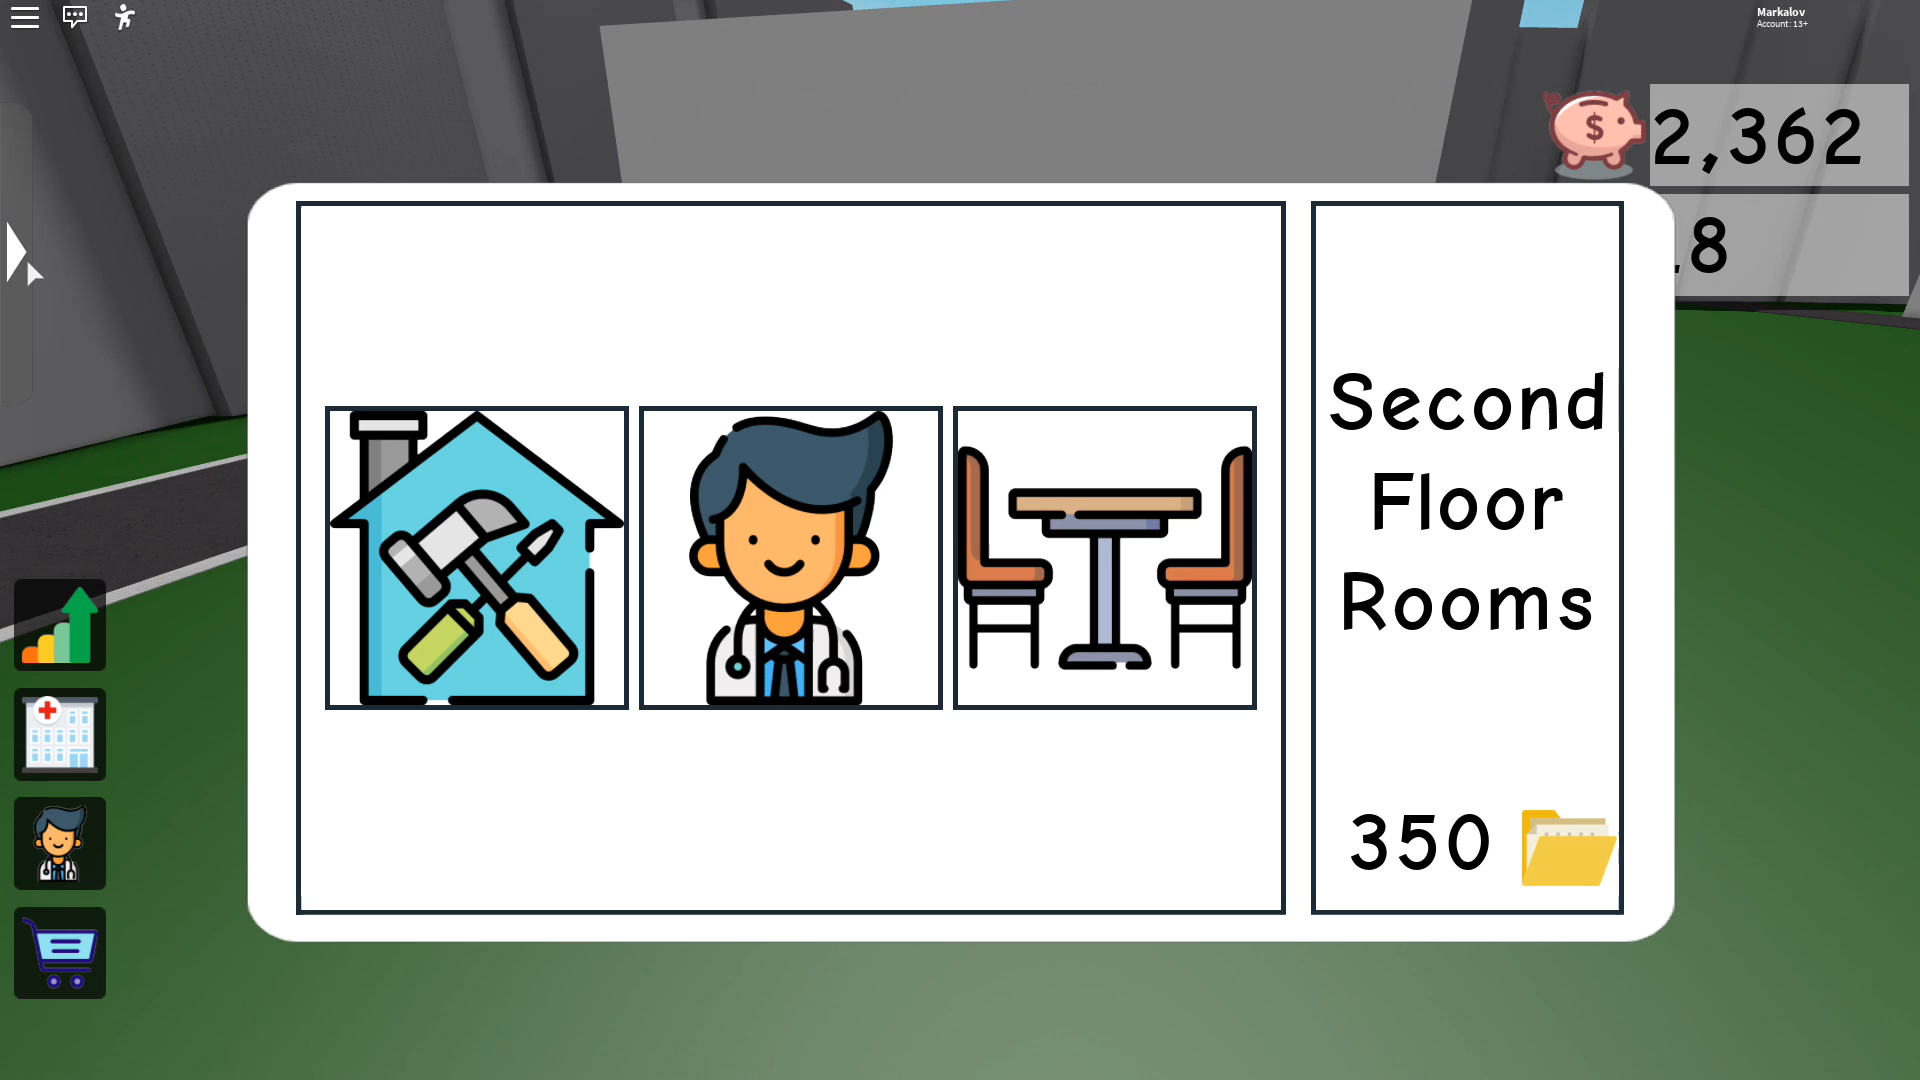 Markalov
Account: 13+
$
2,362
.8
Second
Floor
Rooms
350